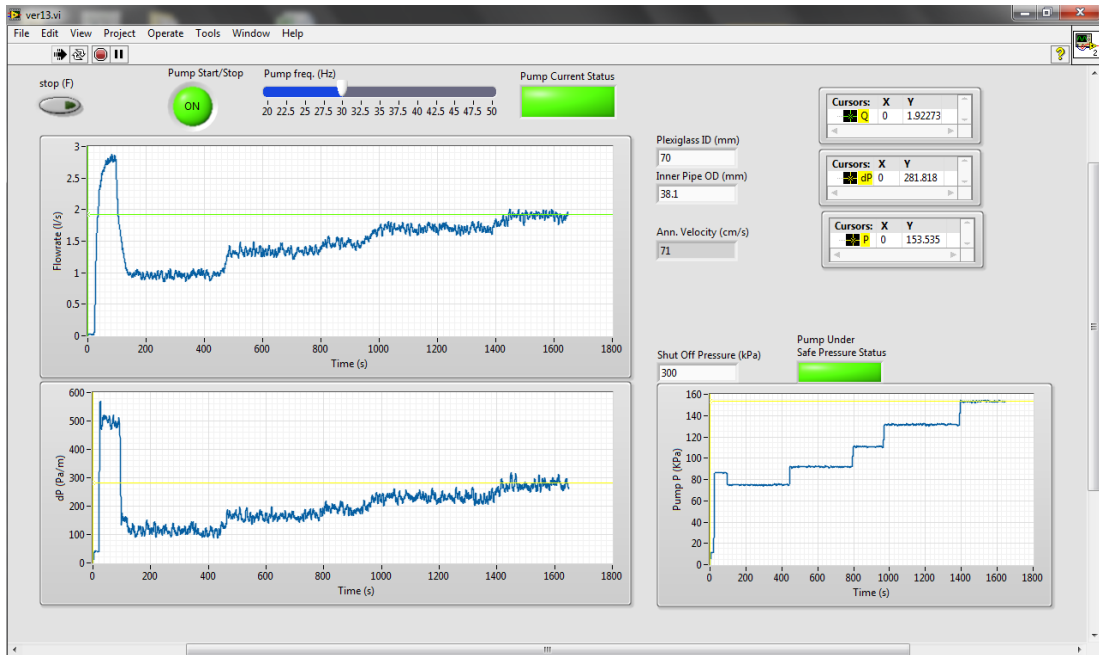 ver13.vi
File Edit View Project Operate Tools Window Help
2
stop (F)
Pump Start/Stop
ON
Pump freq. (Hz)
20 22.5 25 27.5 30 32.5 35 37.5 40 42.5 45 47.5 50
Pump Current Status
Cursors: X Y
Q 0 1.92273
Cursors: X Y
dP 0 281.818
Cursors: X Y
P 0 153.535
Plexiglass ID (mm)
70
Inner Pipe OD (mm)
38.1
Ann. Velocity (cm/s)
71
Flowrate (l/s)
3
2.5
2
1.5
1
0.5
0
0 200 400 600 800 1000 1200 1400 1600 1800
Time (s)
Shut Off Pressure (kPa)
300
Pump Under
Safe Pressure Status
dP (Pa/m)
600
500
400
300
200
100
0
0 200 400 600 800 1000 1200 1400 1600 1800
Time (s)
Pump P (KPa)
160
140
120
100
80
60
40
20
0
0 200 400 600 800 1000 1200 1400 1600 1800
Time (s)